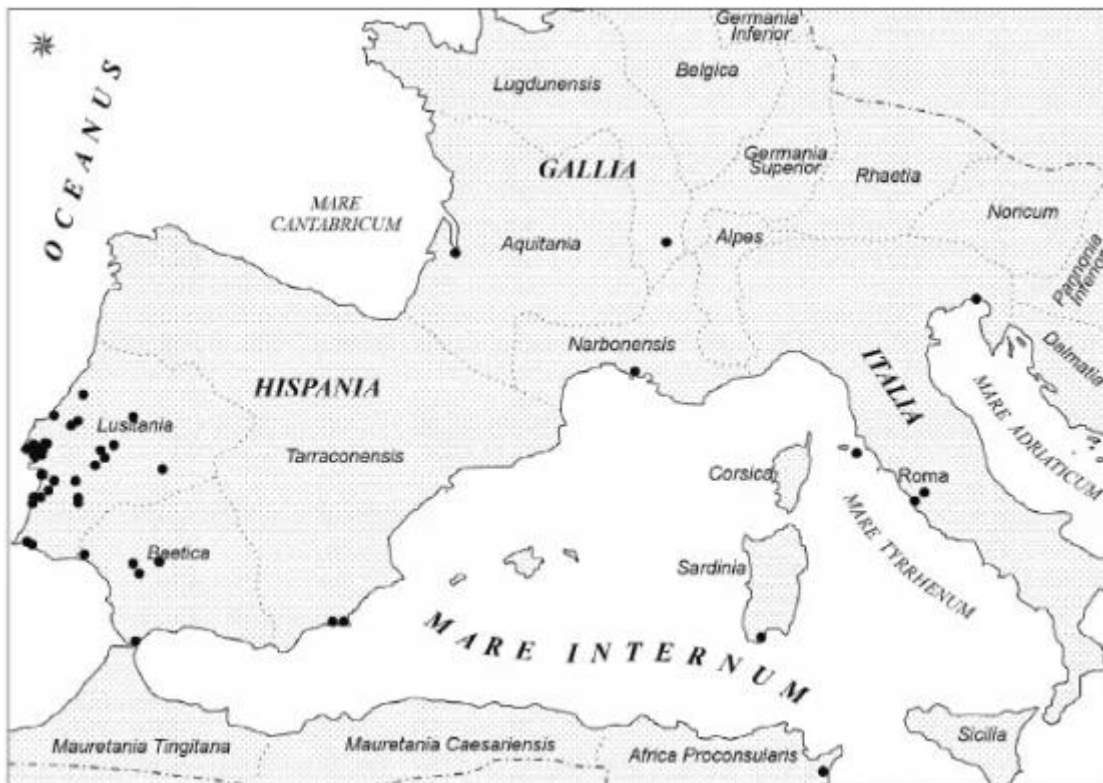 Germania
Inferior
Belgica
Lugdunensis
OCEANUS
GALLIA
Germania
Superior
Rhaetia
MARE
CANTABRICUM
Noricum
Aquitania
Alpes
Pagnonia
Inferior
Narbonensis
Dalmatia
HISPANIA
ITALIA
MARE ADRIATICUM
Lusitania
Tarraconensis
Corsica
Roma
MARE TYRRHENUM
Baetica
Sardinia
MARE INTERNUM
Mauretania Tingitana
Mauretania Caesariensis
Africa Proconsularis
Sicilia